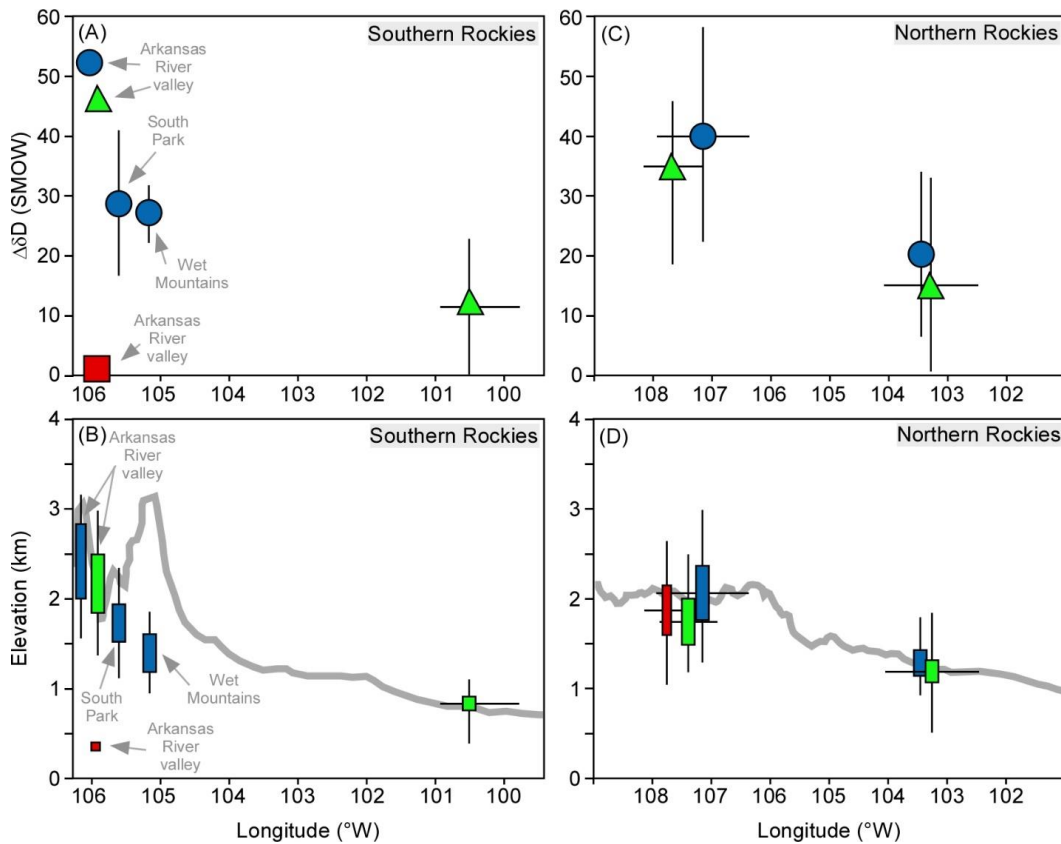 (A)
Southern Rockies
60
50
40
30
20
10
0
ΔδD (SMOW)
Arkansas
River
valley
South
Park
Wet
Mountains
Arkansas
River
valley
106
105
104
103
102
101
100
(C)
Northern Rockies
60
50
40
30
20
10
0
108
107
106
105
104
103
102
(B)
Southern Rockies
4
3
2
1
0
Elevation (km)
Arkansas
River
valley
South
Park
Wet
Mountains
Arkansas
River
valley
106
105
104
103
102
101
100
Longitude (°W)
(D)
Northern Rockies
4
3
2
1
0
108
107
106
105
104
103
102
Longitude (°W)